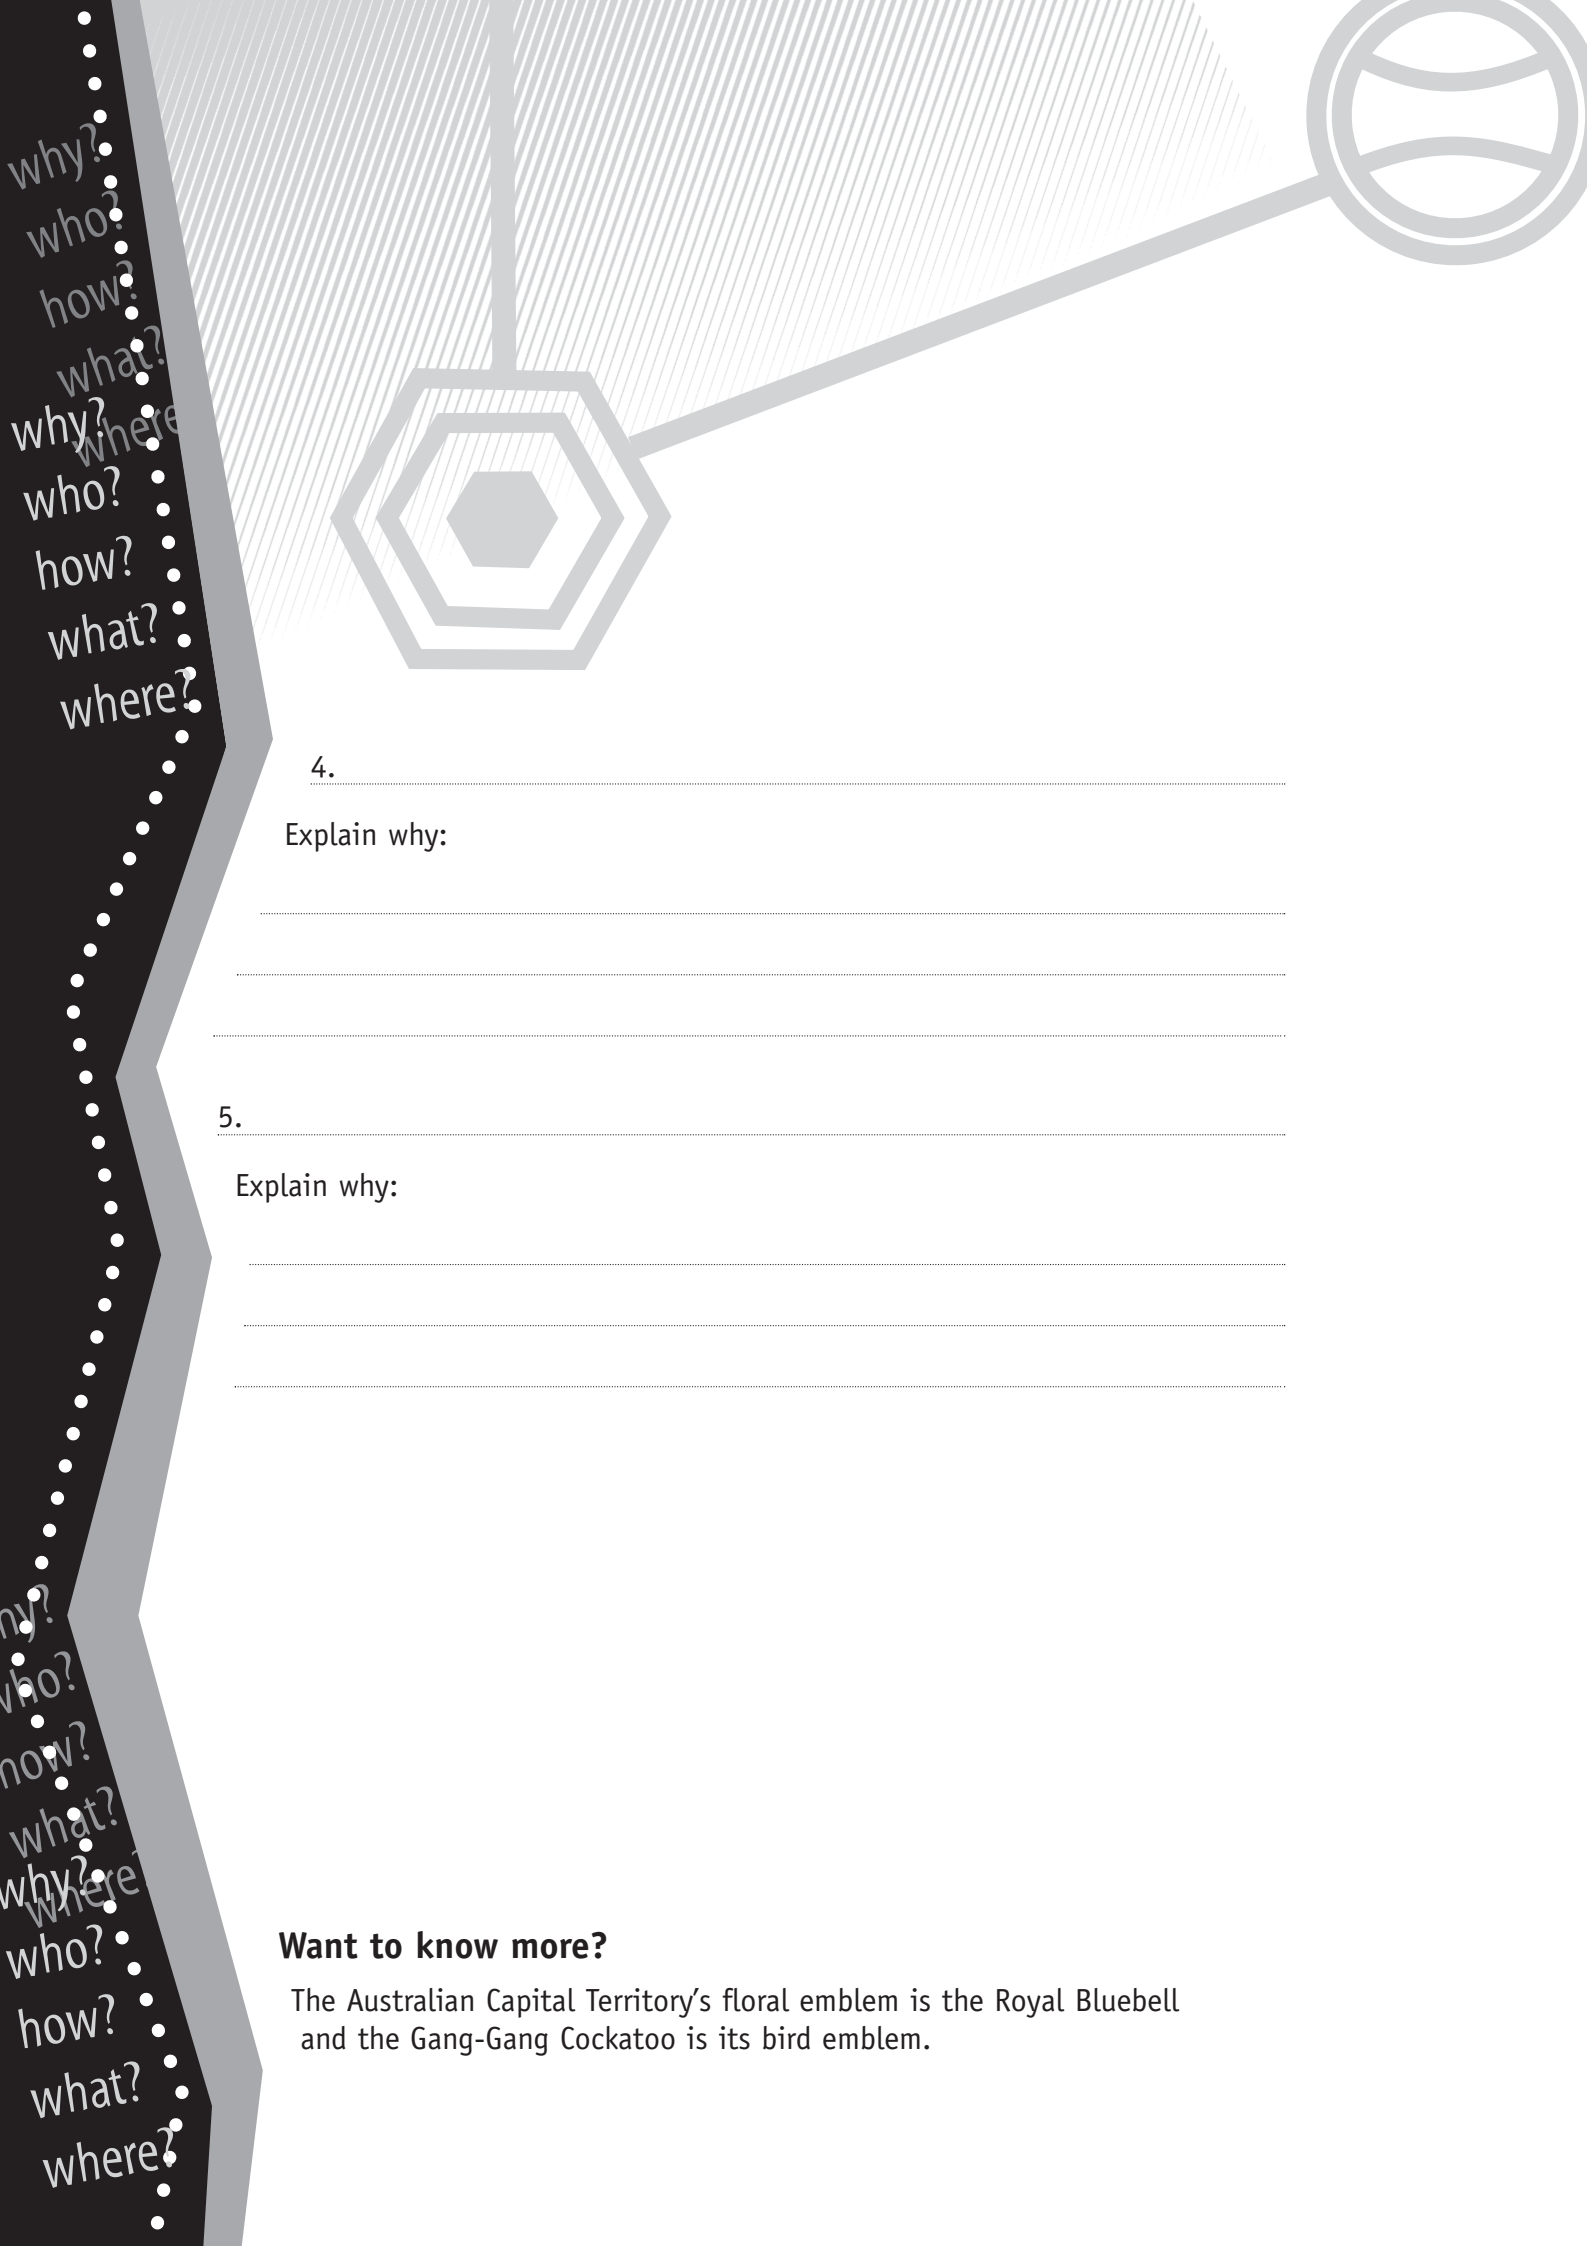 why?
who?
how?
what?
where
why?
who?
how?
what?
where?
4.
Explain why:
5.
Explain why:
hy?
who?
how?
what?
where?
why?
who?
how?
what?
where?
Want to know more?
The Australian Capital Territory’s floral emblem is the Royal Bluebell
and the Gang-Gang Cockatoo is its bird emblem.